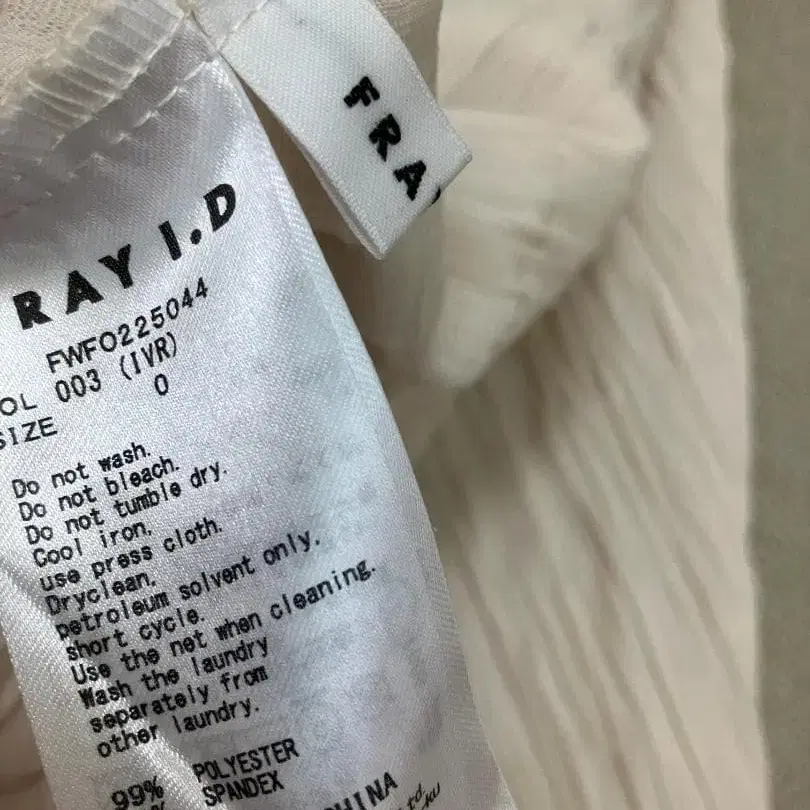 FRA
RAY I.D
FWFO225044
OL 003 (IVR)
SIZE 0
Do not wash.
Do not bleach.
Do not tumble dry.
Cool iron.
use press cloth.
Dryclean.
petroleum solvent only.
short cycle.
Use the net when cleaning.
Wash the laundry
separately from
other laundry.
99% POLYESTER
% SPANDEX
HINA
td